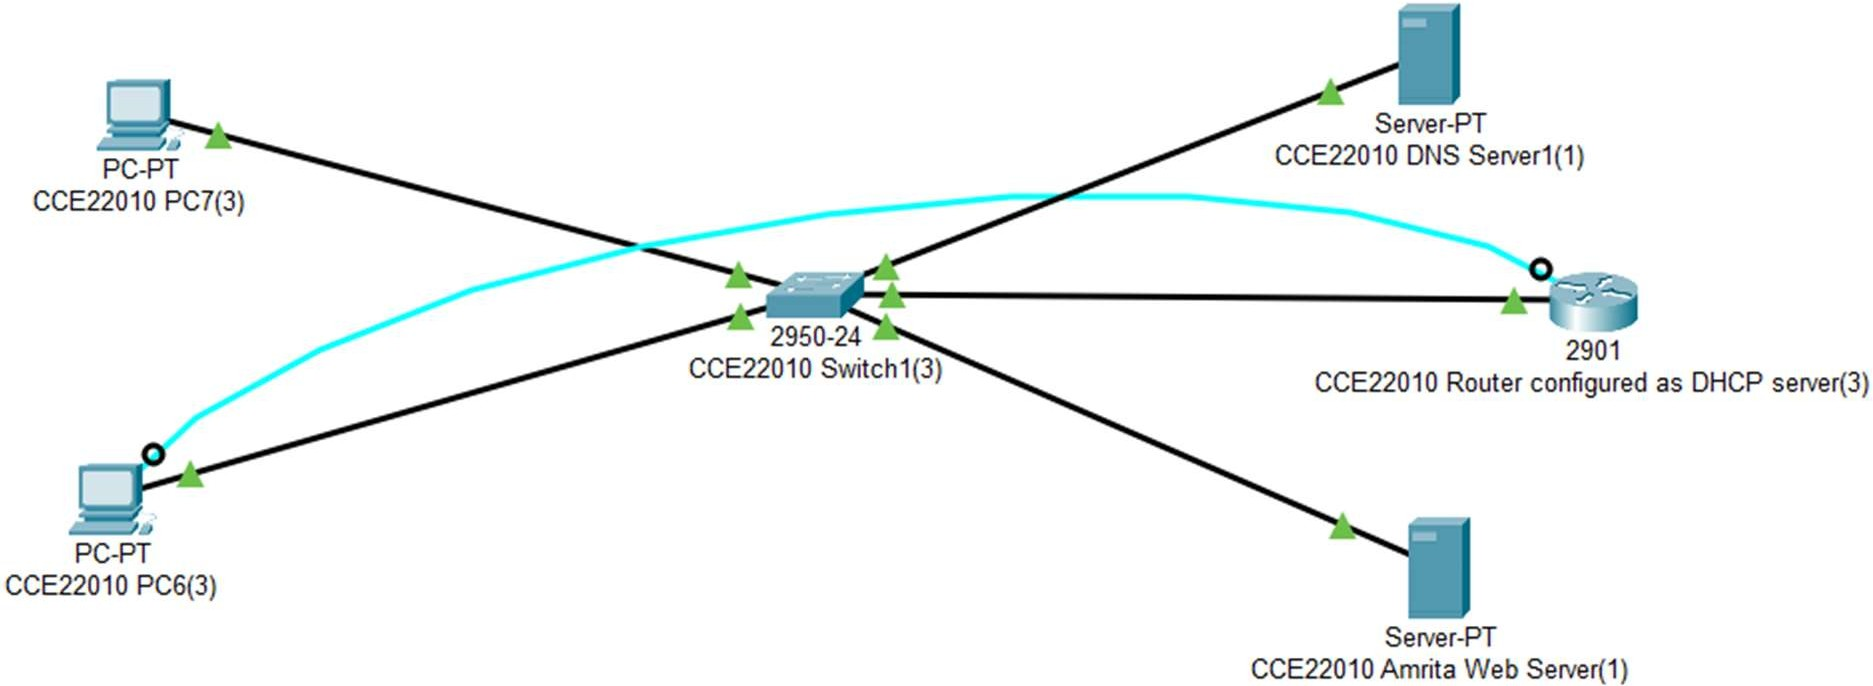 Server-PT
CCE22010 DNS Server1(1)
PC-PT
CCE22010 PC7(3)
2950-24
CCE22010 Switch1(3)
2901
CCE22010 Router configured as DHCP server(3)
PC-PT
CCE22010 PC6(3)
Server-PT
CCE22010 Amrita Web Server(1)